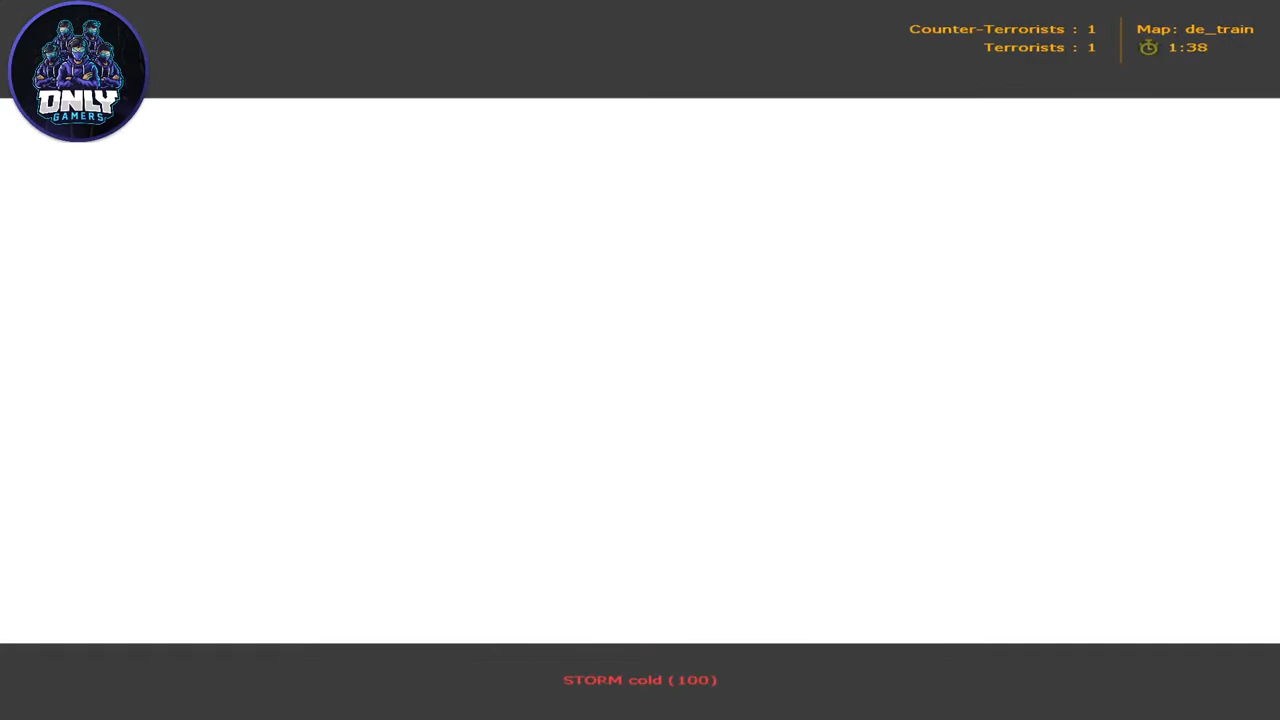 ONLY
GAMERS
Counter-Terrorists : 1
Terrorists : 1
Map: de_train
1:38
STORM cold (100)